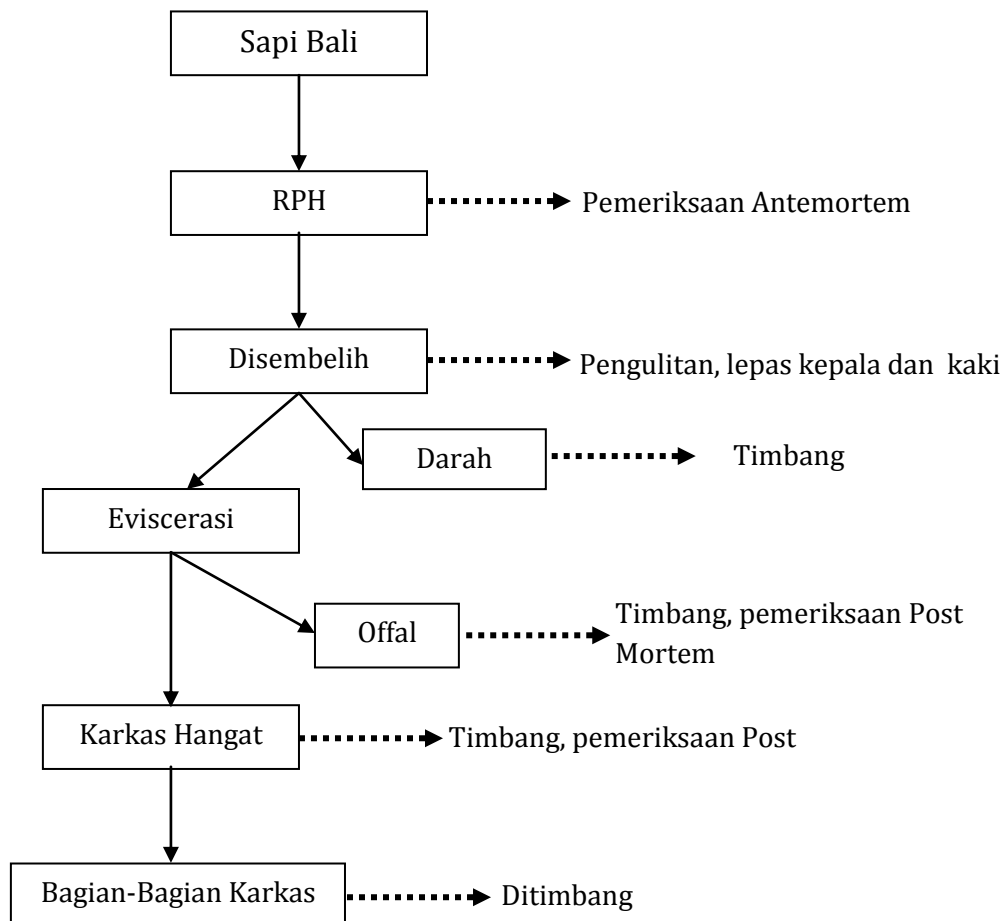 Sapi Bali
RPH
Pemeriksaan Antemortem
Disembelih
Pengulitan, lepas kepala dan kaki
Darah
Timbang
Eviscerasi
Offal
Timbang, pemeriksaan Post
Mortem
Karkas Hangat
Timbang, pemeriksaan Post
Bagian-Bagian Karkas
Ditimbang